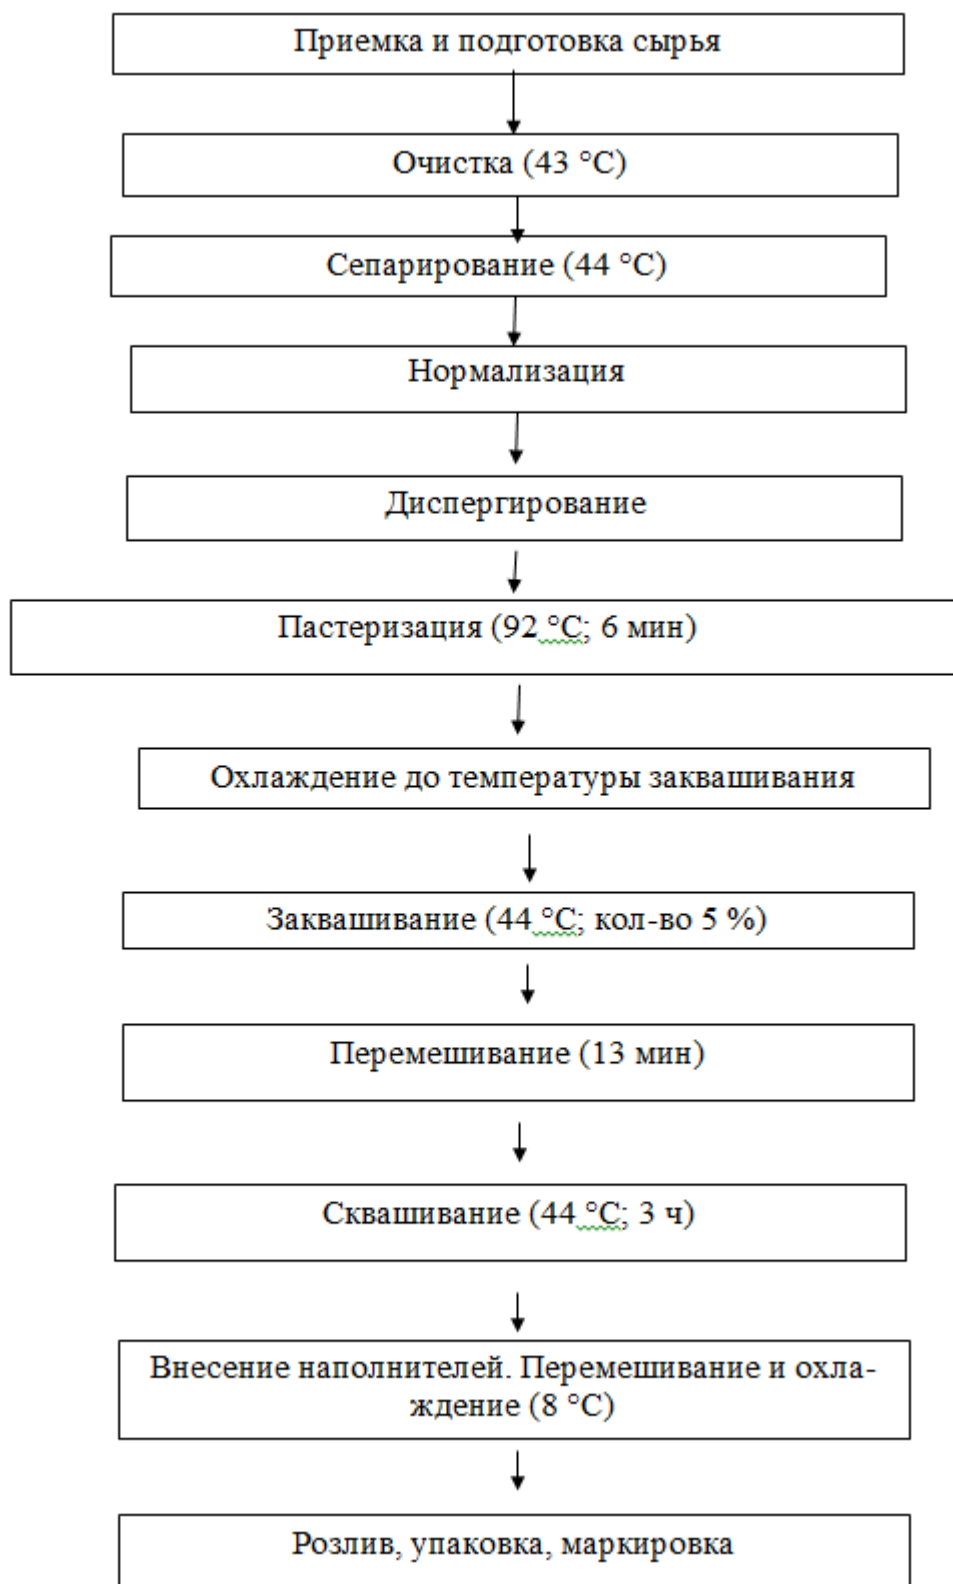 Приемка и подготовка сырья
Очистка (43 °С)
Сепарирование (44 °С)
Нормализация
Диспергирование
Пастеризация (92 °С; 6 мин)
Охлаждение до температуры заквашивания
Заквашивание (44 °С; кол-во 5 %)
Перемешивание (13 мин)
Сквашивание (44 °С; 3 ч)
Внесение наполнителей. Перемешивание и охла-
ждение (8 °С)
Розлив, упаковка, маркировка